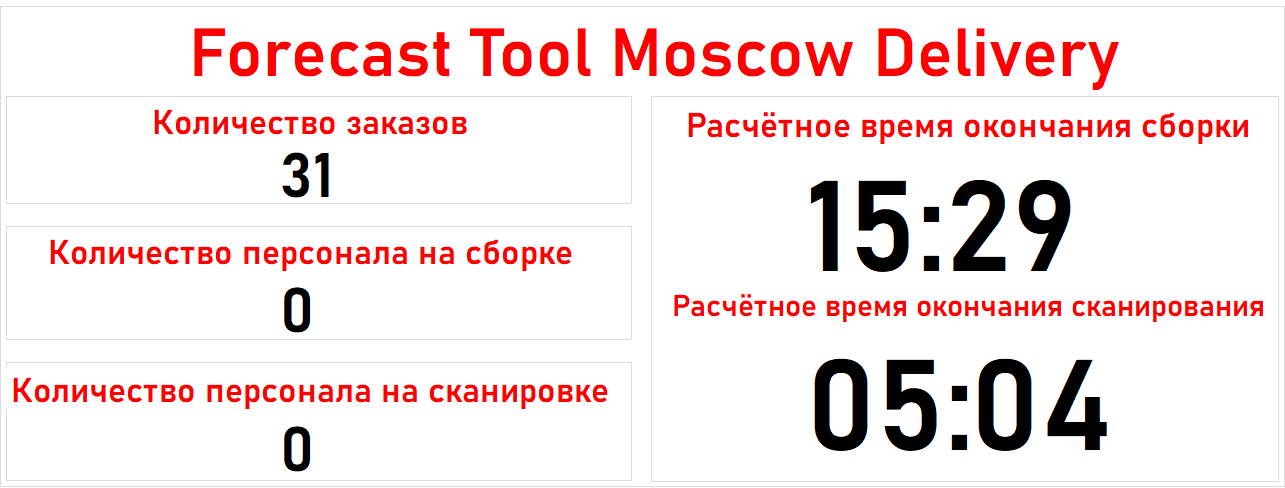 Forecast Tool Moscow Delivery
Количество заказов
31
Количество персонала на сборке
0
Количество персонала на сканировке
0
Расчётное время окончания сборки
15:29
Расчётное время окончания сканирования
05:04